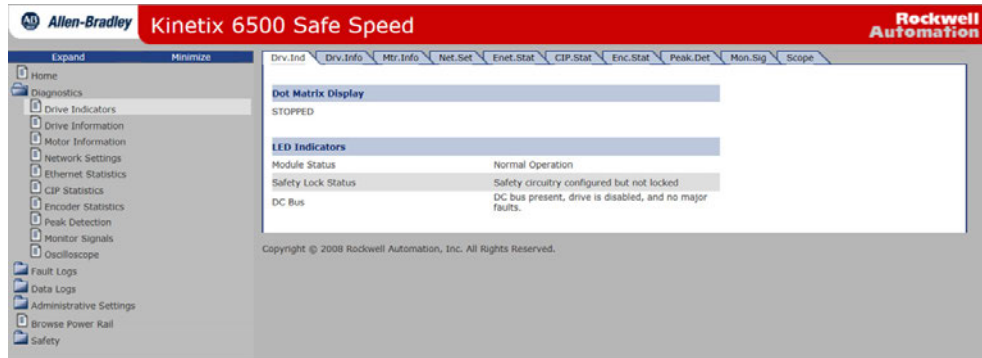 AB Allen-Bradley
Kinetix 6500 Safe Speed
Rockwell
Automation
Expand Minimize
Home
Diagnostics
Drive Indicators
Drive Information
Motor Information
Network Settings
Ethernet Statistics
CIP Statistics
Encoder Statistics
Peak Detection
Monitor Signals
Oscilloscope
Fault Logs
Data Logs
Administrative Settings
Browse Power Rail
Safety
Drv.Ind Drv.Info Mtr.Info Net.Set Enet.Stat CIP.Stat Enc.Stat Peak.Det Mon.Sig Scope
Dot Matrix Display
STOPPED
LED Indicators
Module Status Normal Operation
Safety Lock Status Safety circuitry configured but not locked
DC Bus DC bus present, drive is disabled, and no major
faults.
Copyright © 2008 Rockwell Automation, Inc. All Rights Reserved.